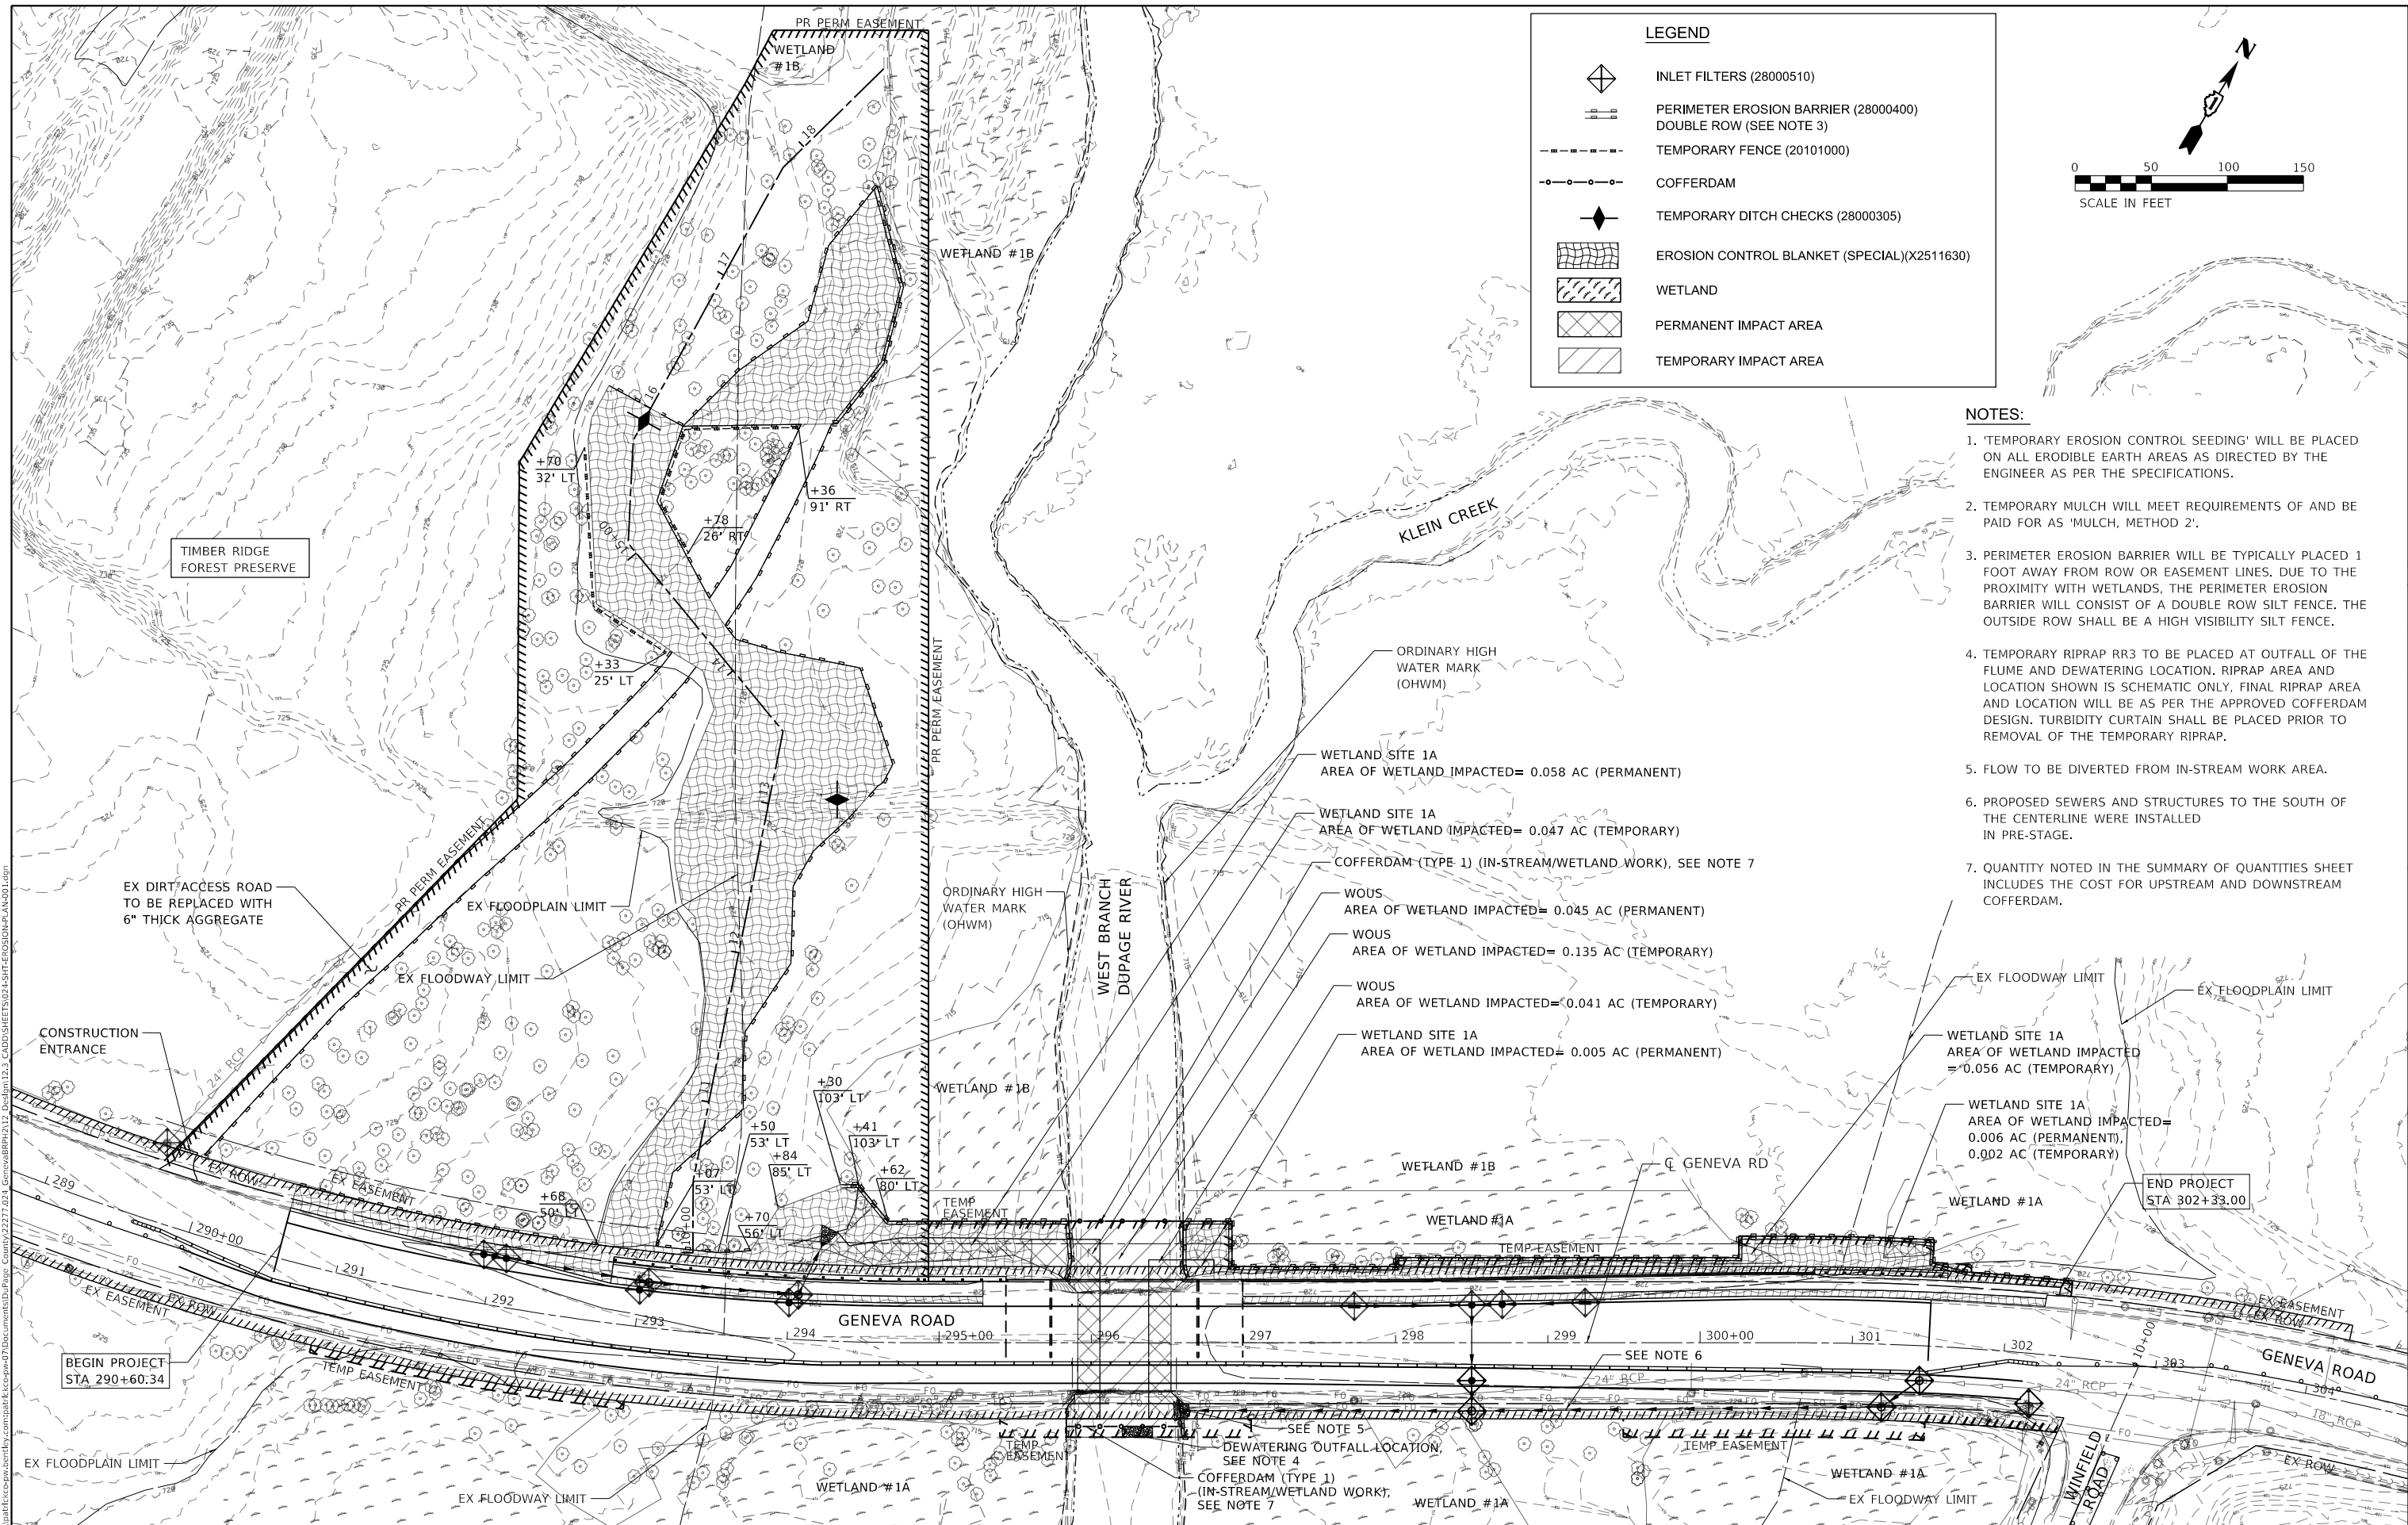 PR PERM EASEMENT
WETLAND
#1B
LEGEND
INLET FILTERS (28000510)
PERIMETER EROSION BARRIER (28000400)
DOUBLE ROW (SEE NOTE 3)
TEMPORARY FENCE (20101000)
COFFERDAM
TEMPORARY DITCH CHECKS (28000305)
EROSION CONTROL BLANKET (SPECIAL)(X2511630)
WETLAND
PERMANENT IMPACT AREA
TEMPORARY IMPACT AREA
N
0 50 100 150
SCALE IN FEET
NOTES:
1. 'TEMPORARY EROSION CONTROL SEEDING' WILL BE PLACED
ON ALL ERODIBLE EARTH AREAS AS DIRECTED BY THE
ENGINEER AS PER THE SPECIFICATIONS.
2. TEMPORARY MULCH WILL MEET REQUIREMENTS OF AND BE
PAID FOR AS 'MULCH, METHOD 2'.
3. PERIMETER EROSION BARRIER WILL BE TYPICALLY PLACED 1
FOOT AWAY FROM ROW OR EASEMENT LINES. DUE TO THE
PROXIMITY WITH WETLANDS, THE PERIMETER EROSION
BARRIER WILL CONSIST OF A DOUBLE ROW SILT FENCE. THE
OUTSIDE ROW SHALL BE A HIGH VISIBILITY SILT FENCE.
4. TEMPORARY RIPRAP RR3 TO BE PLACED AT OUTFALL OF THE
FLUME AND DEWATERING LOCATION. RIPRAP AREA AND
LOCATION SHOWN IS SCHEMATIC ONLY, FINAL RIPRAP AREA
AND LOCATION WILL BE AS PER THE APPROVED COFFERDAM
DESIGN. TURBIDITY CURTAIN SHALL BE PLACED PRIOR TO
REMOVAL OF THE TEMPORARY RIPRAP.
5. FLOW TO BE DIVERTED FROM IN-STREAM WORK AREA.
6. PROPOSED SEWERS AND STRUCTURES TO THE SOUTH OF
THE CENTERLINE WERE INSTALLED
IN PRE-STAGE.
7. QUANTITY NOTED IN THE SUMMARY OF QUANTITIES SHEET
INCLUDES THE COST FOR UPSTREAM AND DOWNSTREAM
COFFERDAM.
18
17
16
15+00
14
13
12
11
WETLAND #1B
+70
32' LT
+36
91' RT
+78
26' RT
+33
25' LT
TIMBER RIDGE
FOREST PRESERVE
KLEIN CREEK
PR PERM EASEMENT
ORDINARY HIGH
WATER MARK
(OHWM)
WETLAND SITE 1A
AREA OF WETLAND IMPACTED= 0.058 AC (PERMANENT)
WETLAND SITE 1A
AREA OF WETLAND IMPACTED= 0.047 AC (TEMPORARY)
COFFERDAM (TYPE 1) (IN-STREAM/WETLAND WORK), SEE NOTE 7
WOUS
AREA OF WETLAND IMPACTED= 0.045 AC (PERMANENT)
WOUS
AREA OF WETLAND IMPACTED= 0.135 AC (TEMPORARY)
WOUS
AREA OF WETLAND IMPACTED= 0.041 AC (TEMPORARY)
WETLAND SITE 1A
AREA OF WETLAND IMPACTED= 0.005 AC (PERMANENT)
EX DIRT ACCESS ROAD
TO BE REPLACED WITH
6" THICK AGGREGATE
PR PERM EASEMENT
EX FLOODPLAIN LIMIT
EX FLOODWAY LIMIT
ORDINARY HIGH
WATER MARK
(OHWM)
WEST BRANCH
DUPAGE RIVER
CONSTRUCTION
ENTRANCE
24" RCP
EX FLOODWAY LIMIT
EX FLOODPLAIN LIMIT
WETLAND SITE 1A
AREA OF WETLAND IMPACTED
= 0.056 AC (TEMPORARY)
WETLAND SITE 1A
AREA OF WETLAND IMPACTED=
0.006 AC (PERMANENT),
0.002 AC (TEMPORARY)
END PROJECT
STA 302+33.00
WETLAND #1B
+30
103' LT
+41
103' LT
+50
53' LT
+84
85' LT
+62
80' LT
+07
53' LT
+68
50' LT
+70
56' LT
TEMP
EASEMENT
WETLAND #1B
℄ GENEVA RD
WETLAND #1A
WETLAND #1A
TEMP EASEMENT
EX ROW
EX EASEMENT
289
290+00
291
292
293
294
295+00
296
297
298
299
300+00
301
302
303
304
10+00
GENEVA ROAD
GENEVA ROAD
EX EASEMENT
EX ROW
EX EASEMENT
EX ROW
TEMP EASEMENT
BEGIN PROJECT
STA 290+60.34
SEE NOTE 6
24" RCP
24" RCP
18" RCP
SEE NOTE 5
DEWATERING OUTFALL LOCATION,
SEE NOTE 4
COFFERDAM (TYPE 1)
(IN-STREAM/WETLAND WORK),
SEE NOTE 7
TEMP
EASEMENT
TEMP EASEMENT
EX FLOODPLAIN LIMIT
EX FLOODWAY LIMIT
WETLAND #1A
WETLAND #1A
WETLAND #1A
EX FLOODWAY LIMIT
WINFIELD
ROAD
EX ROW